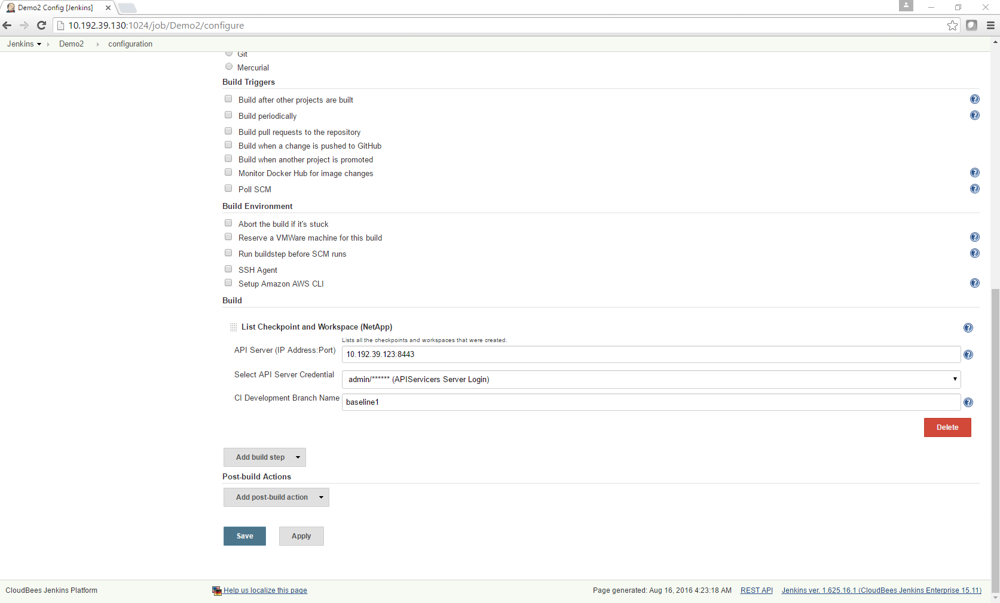 Demo2 Config [Jenkins]
10.192.39.130:1024/job/Demo2/configure
Jenkins Demo2 configuration
Git
Mercurial
Build Triggers
Build after other projects are built
Build periodically
Build pull requests to the repository
Build when a change is pushed to GitHub
Build when another project is promoted
Monitor Docker Hub for image changes
Poll SCM
Build Environment
Abort the build if it's stuck
Reserve a VMWare machine for this build
Run buildstep before SCM runs
SSH Agent
Setup Amazon AWS CLI
Build
List Checkpoint and Workspace (NetApp)
Lists all the checkpoints and workspaces that were created.
API Server (IP Address:Port) 10.192.39.123:8443
Select API Server Credential admin/****** (APIServicers Server Login)
CI Development Branch Name baseline1
Delete
Add build step
Post-build Actions
Add post-build action
Save Apply
CloudBees Jenkins Platform Help us localize this page Page generated: Aug 16, 2016 4:23:18 AM REST API Jenkins ver. 1.625.16.1 (CloudBees Jenkins Enterprise 15.11)